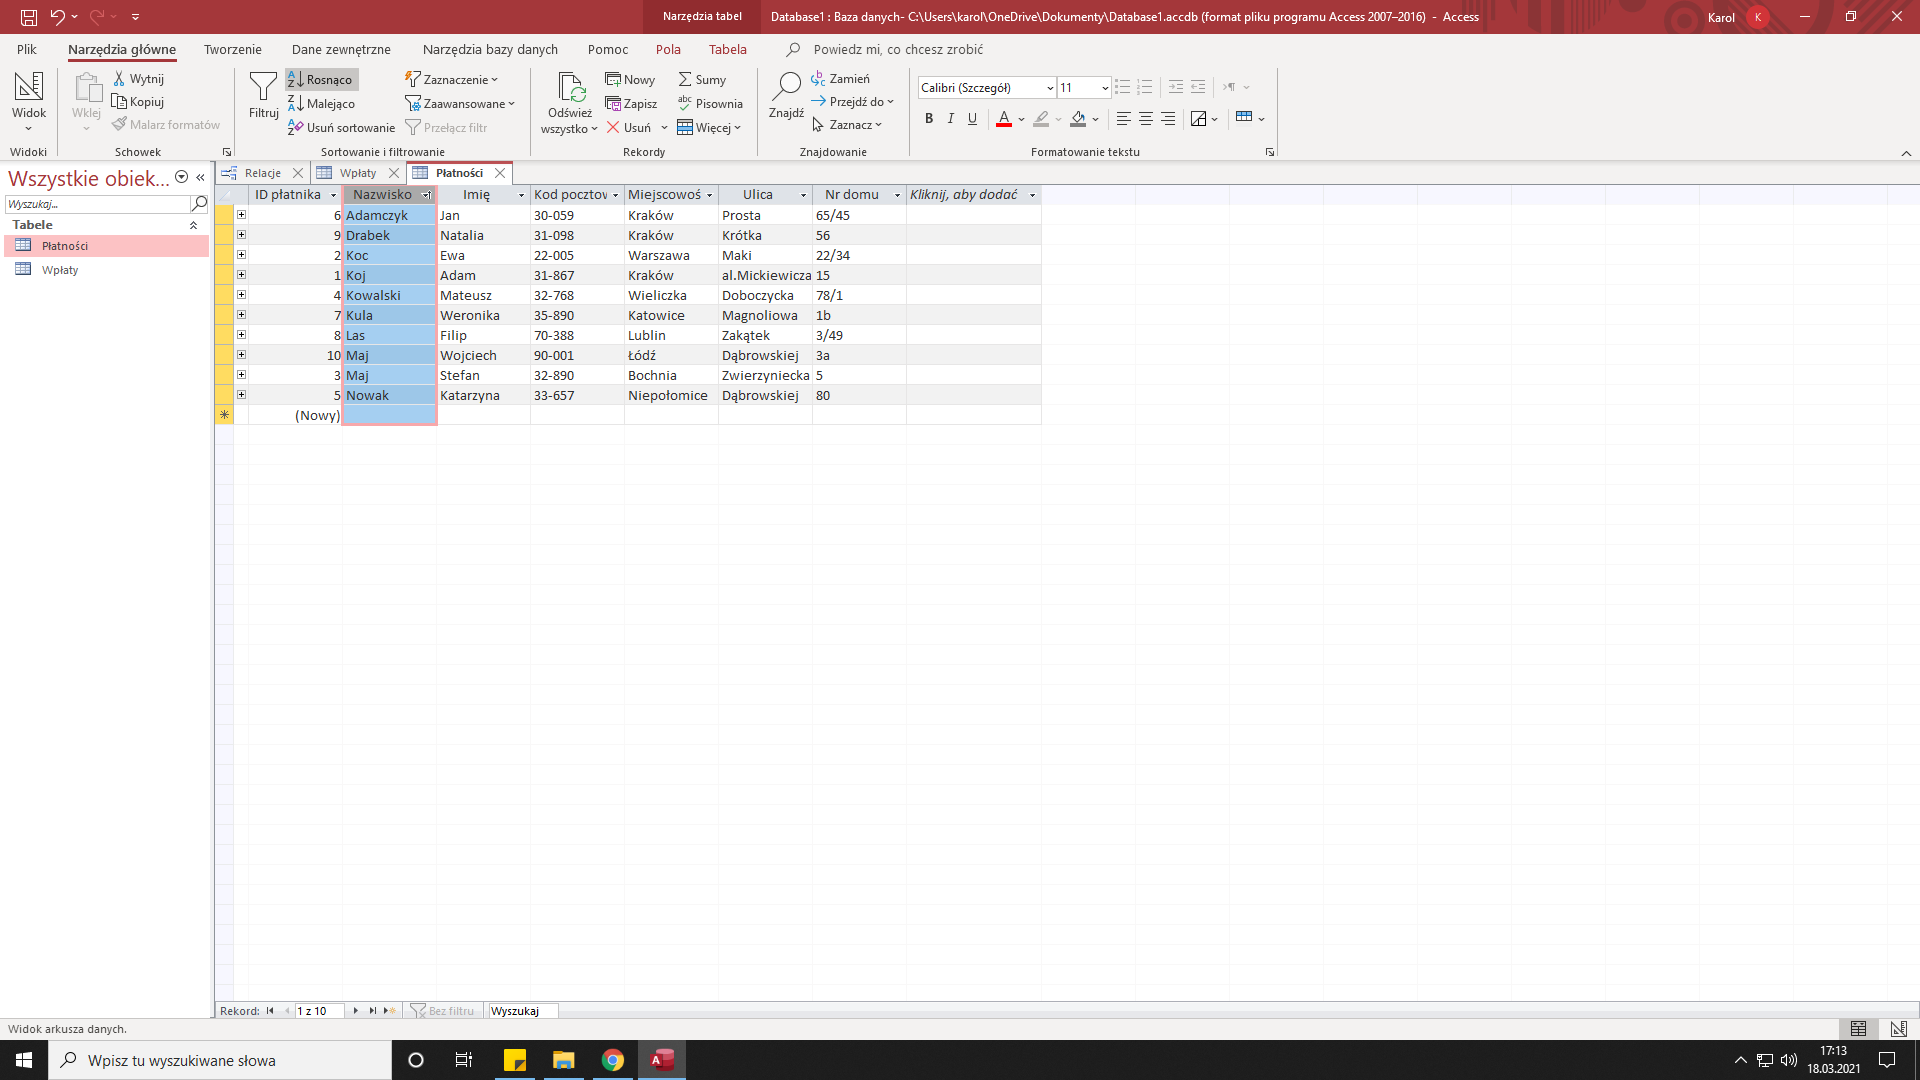 Narzędzia tabel
Database1 : Baza danych- C:\Users\karol\OneDrive\Dokumenty\Database1.accdb (format pliku programu Access 2007–2016) - Access
Karol K
Plik Narzędzia główne Tworzenie Dane zewnętrzne Narzędzia bazy danych Pomoc Pola Tabela Powiedz mi, co chcesz zrobić
Widok
Widoki
Wklej
Wytnij
Kopiuj
Malarz formatów
Schowek
Filtruj
Rosnąco
Malejąco
Usuń sortowanie
Zaznaczenie
Zaawansowane
Przełącz filtr
Sortowanie i filtrowanie
Odśwież
wszystko
Nowy
Zapisz
Usuń
Sumy
Pisownia
Więcej
Rekordy
Znajdź
Zamień
Przejdź do
Zaznacz
Znajdowanie
Calibri (Szczegół) 11
B I U A
Formatowanie tekstu
Wszystkie obiek...
Wyszukaj...
Tabele
Płatności
Wpłaty
Relacje Wpłaty Płatności
ID płatnika Nazwisko Imię Kod pocztow Miejscowoś Ulica Nr domu Kliknij, aby dodać
6 Adamczyk Jan 30-059 Kraków Prosta 65/45
9 Drabek Natalia 31-098 Kraków Krótka 56
2 Koc Ewa 22-005 Warszawa Maki 22/34
1 Koj Adam 31-867 Kraków al.Mickiewicza 15
4 Kowalski Mateusz 32-768 Wieliczka Doboczycka 78/1
7 Kula Weronika 35-890 Katowice Magnoliowa 1b
8 Las Filip 70-388 Lublin Zakątek 3/49
10 Maj Wojciech 90-001 Łódź Dąbrowskiej 3a
3 Maj Stefan 32-890 Bochnia Zwierzyniecka 5
5 Nowak Katarzyna 33-657 Niepołomice Dąbrowskiej 80
(Nowy)
Rekord: 1 z 10 Bez filtru Wyszukaj
Widok arkusza danych.
Wpisz tu wyszukiwane słowa
17:13
18.03.2021